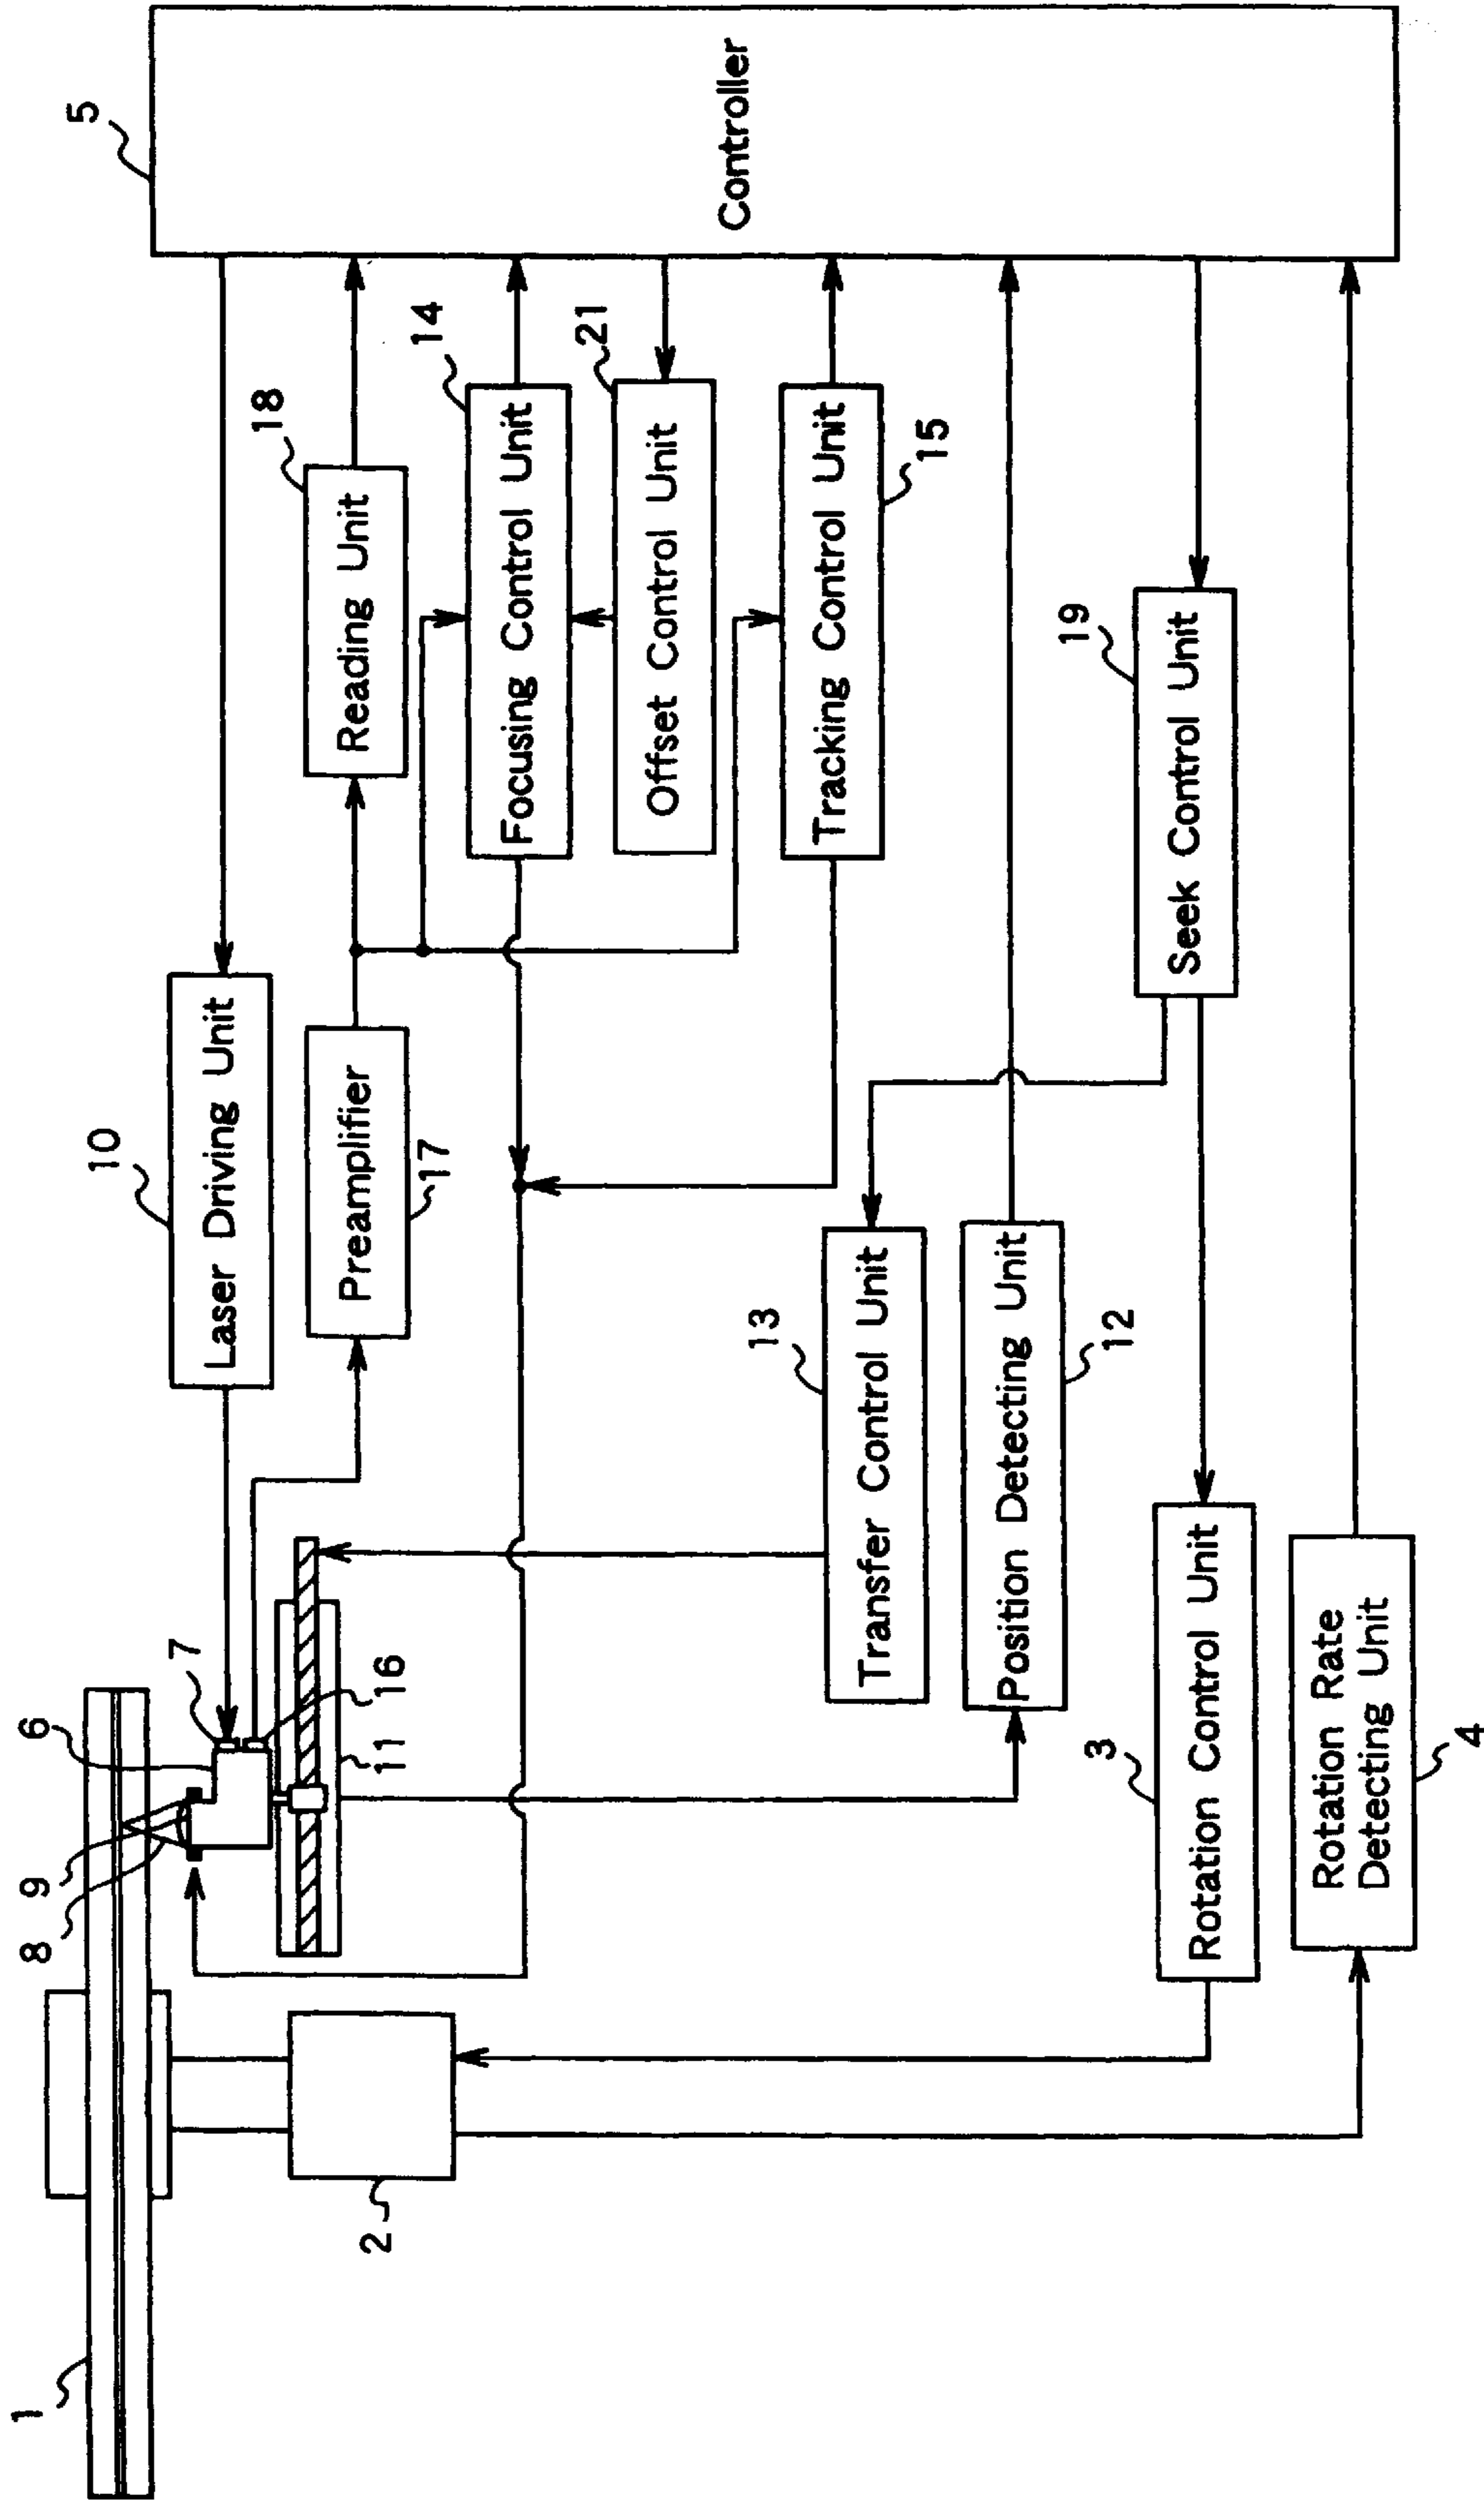 1
2
8
9
6
7
16
11
10
Laser Driving Unit
Preamplifier
17
18
Reading Unit
14
Focusing Control Unit
21
Offset Control Unit
Tracking Control Unit
15
5
Controller
13
Transfer Control Unit
Position Detecting Unit
12
19
Seek Control Unit
3
Rotation Control Unit
Rotation Rate
Detecting Unit
4